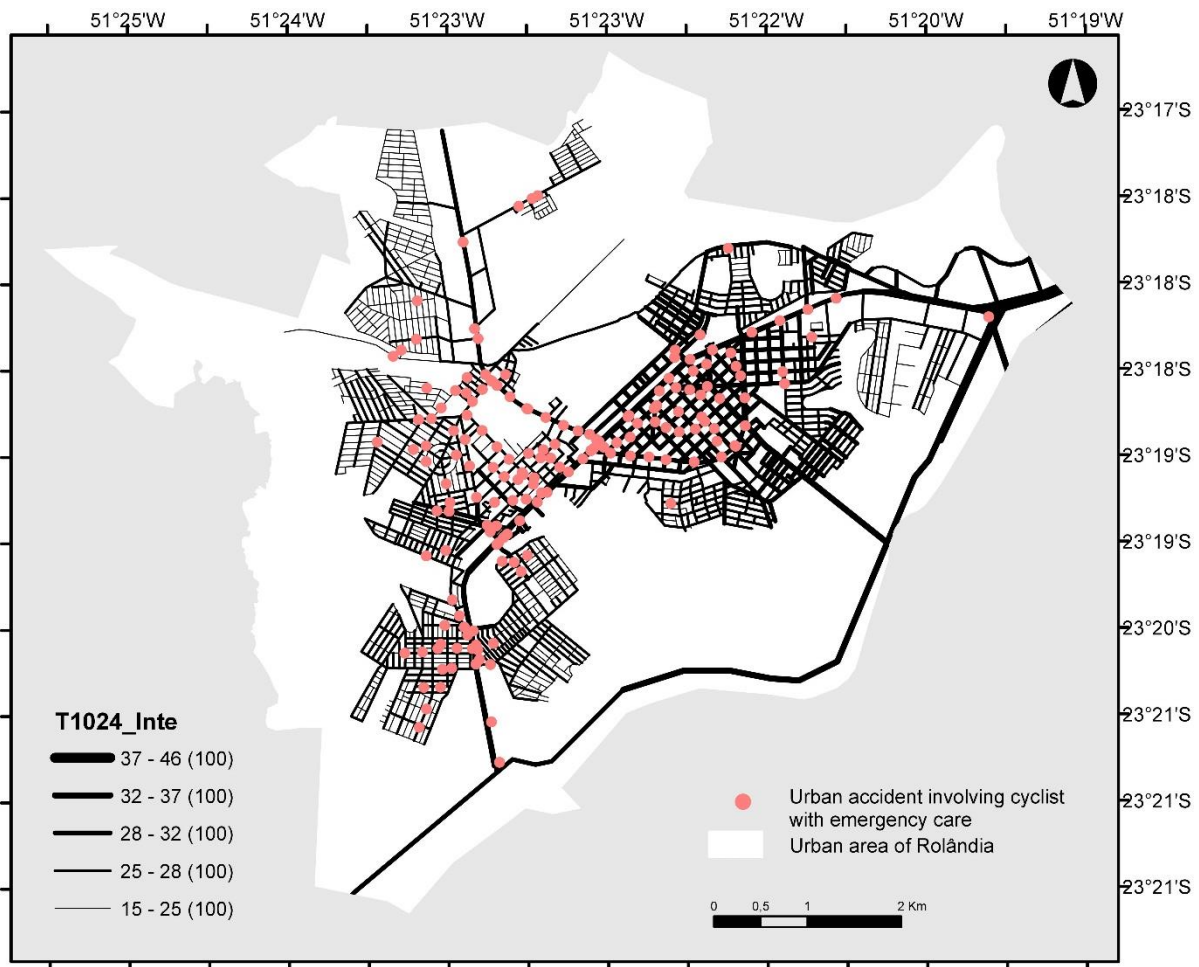 51°25'W 51°24'W 51°23'W 51°23'W 51°22'W 51°20'W 51°19'W
23°17'S
23°18'S
23°18'S
23°18'S
23°19'S
23°19'S
23°20'S
23°21'S
23°21'S
23°21'S
T1024_Inte
37 - 46 (100)
32 - 37 (100)
28 - 32 (100)
25 - 28 (100)
15 - 25 (100)
Urban accident involving cyclist
with emergency care
Urban area of Rolândia
0 0,5 1 2 Km